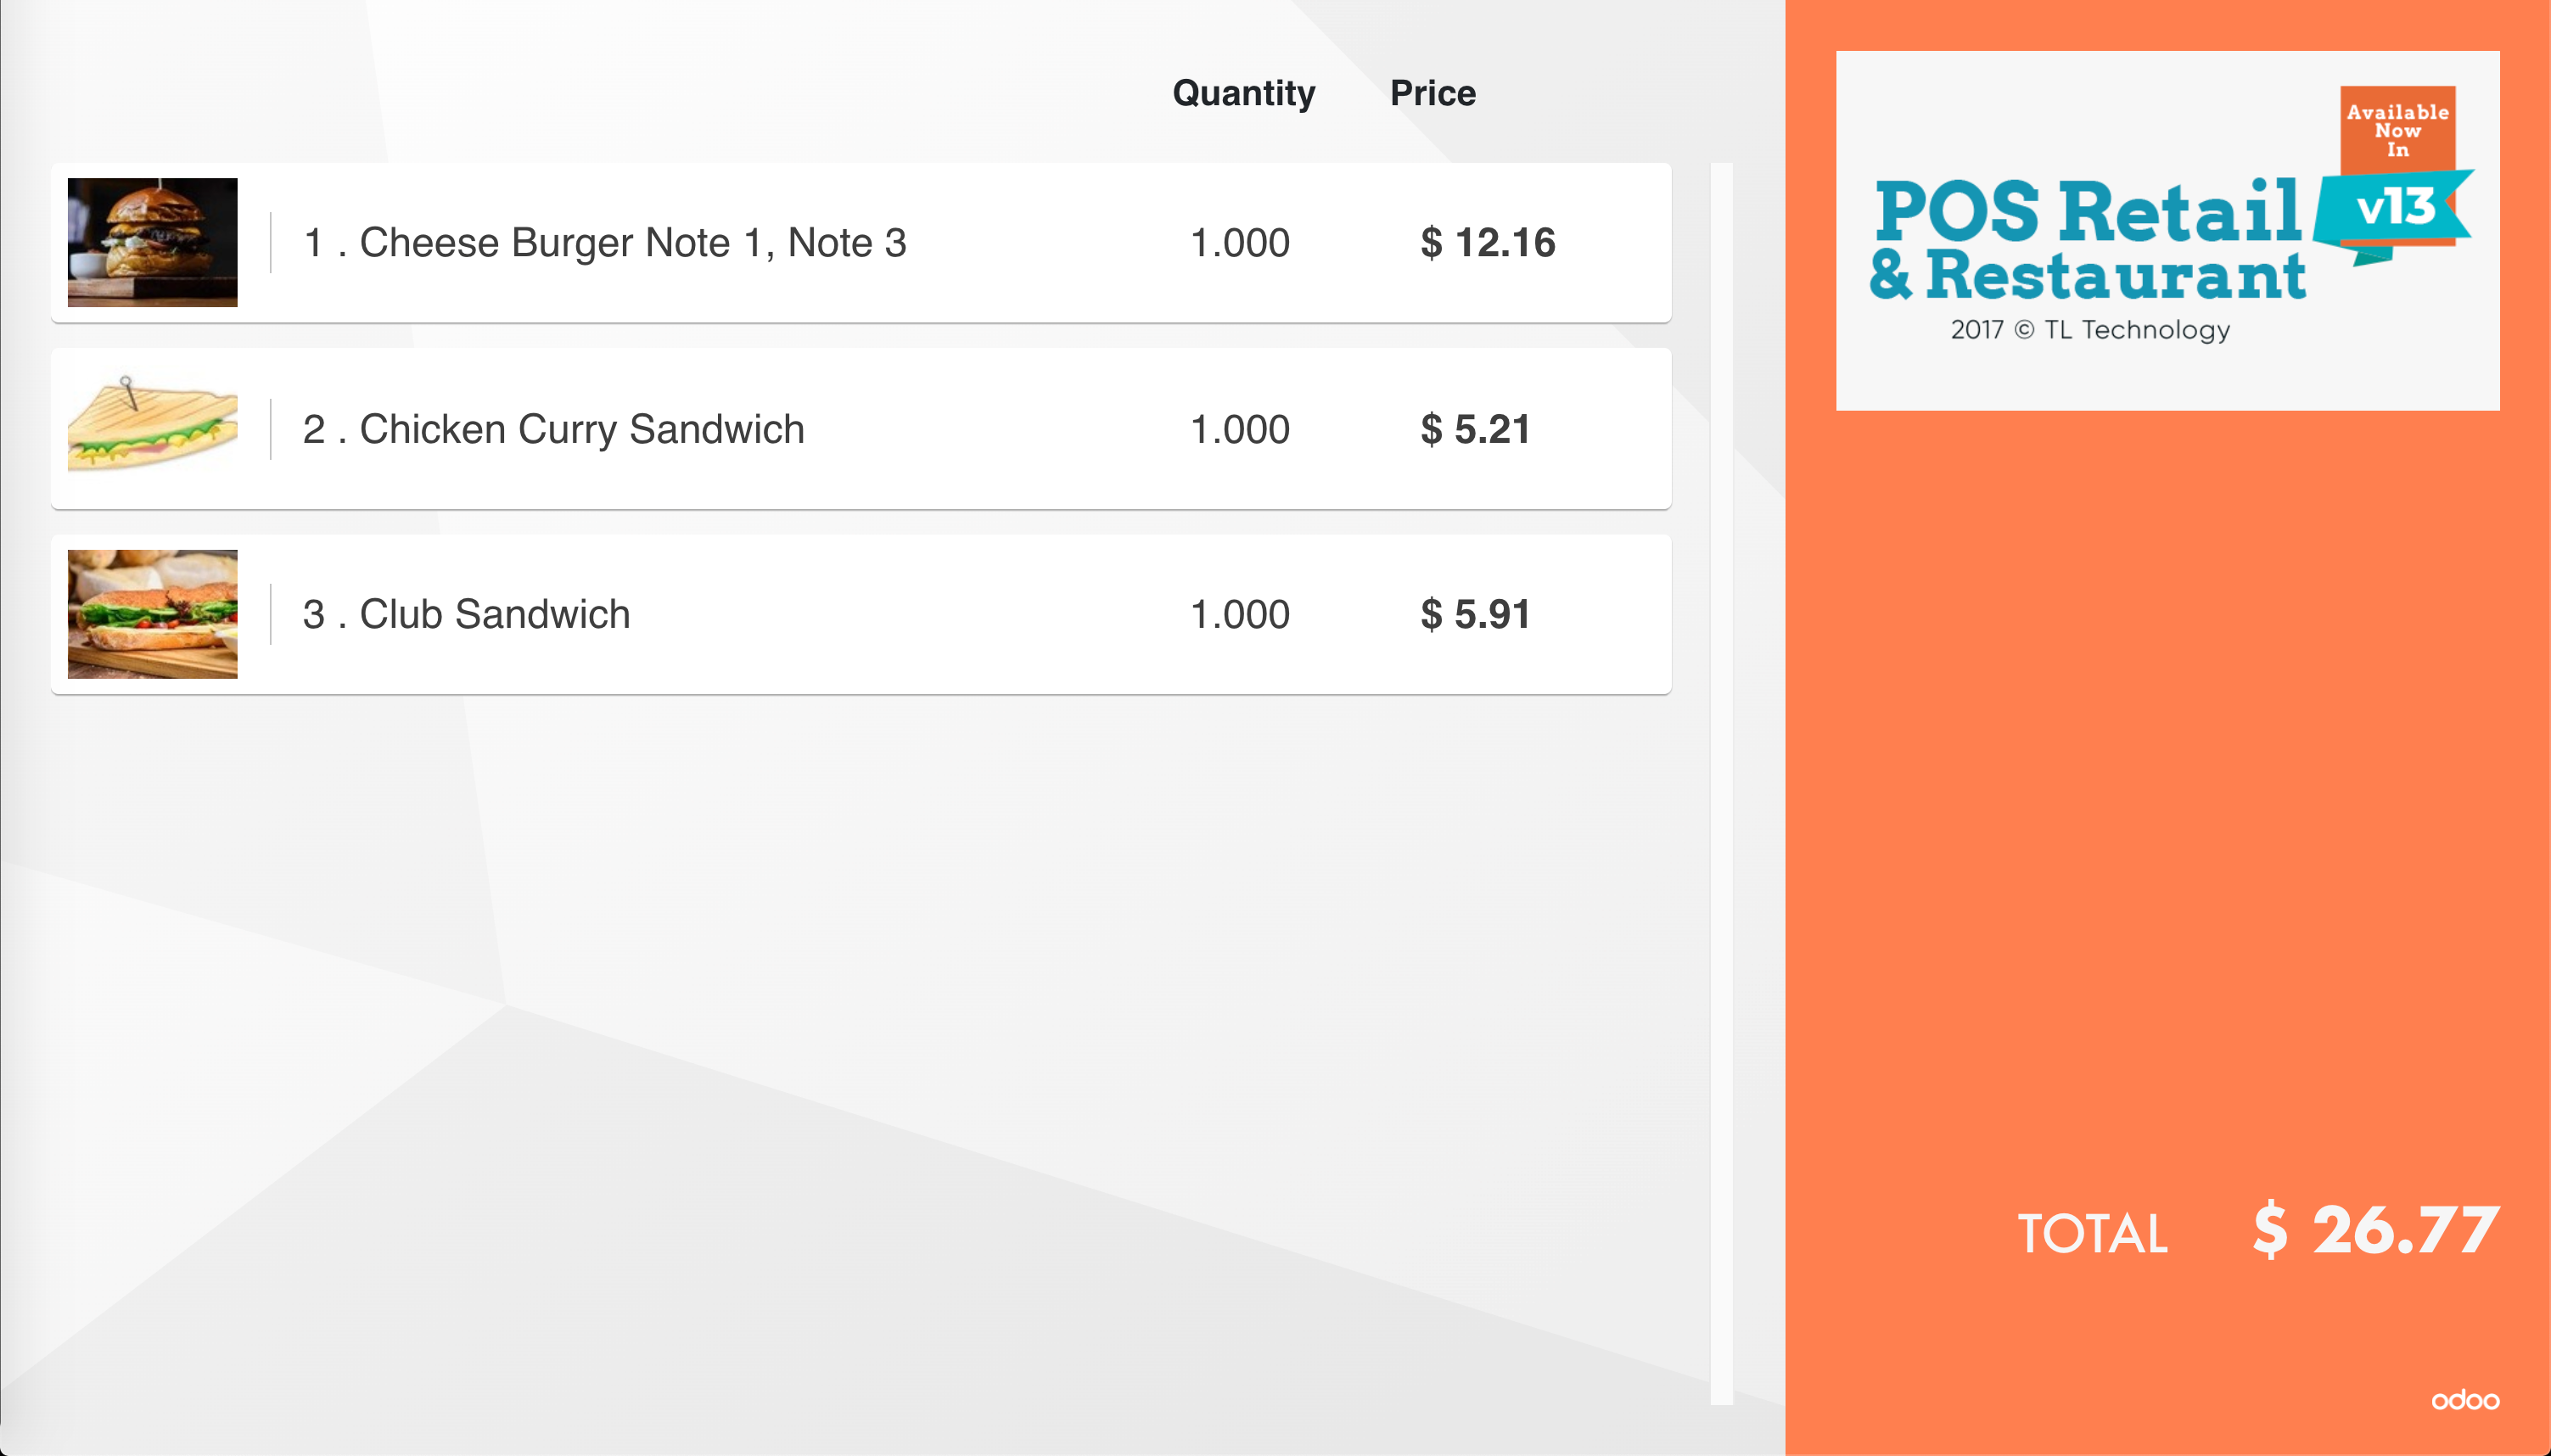 Quantity Price
1 . Cheese Burger Note 1, Note 3 1.000 $ 12.16
2 . Chicken Curry Sandwich 1.000 $ 5.21
3 . Club Sandwich 1.000 $ 5.91
Available
Now
In
v13
POS Retail
& Restaurant
2017 © TL Technology
TOTAL $ 26.77
odoo